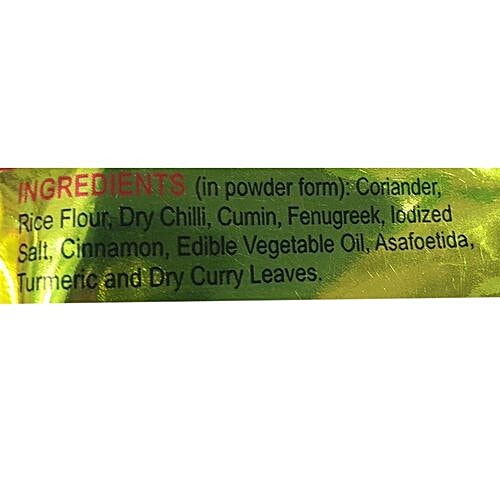 INGREDIENTS (in powder form): Coriander,
Rice Flour, Dry Chilli, Cumin, Fenugreek, Iodized
Salt, Cinnamon, Edible Vegetable Oil, Asafoetida,
Turmeric and Dry Curry Leaves.